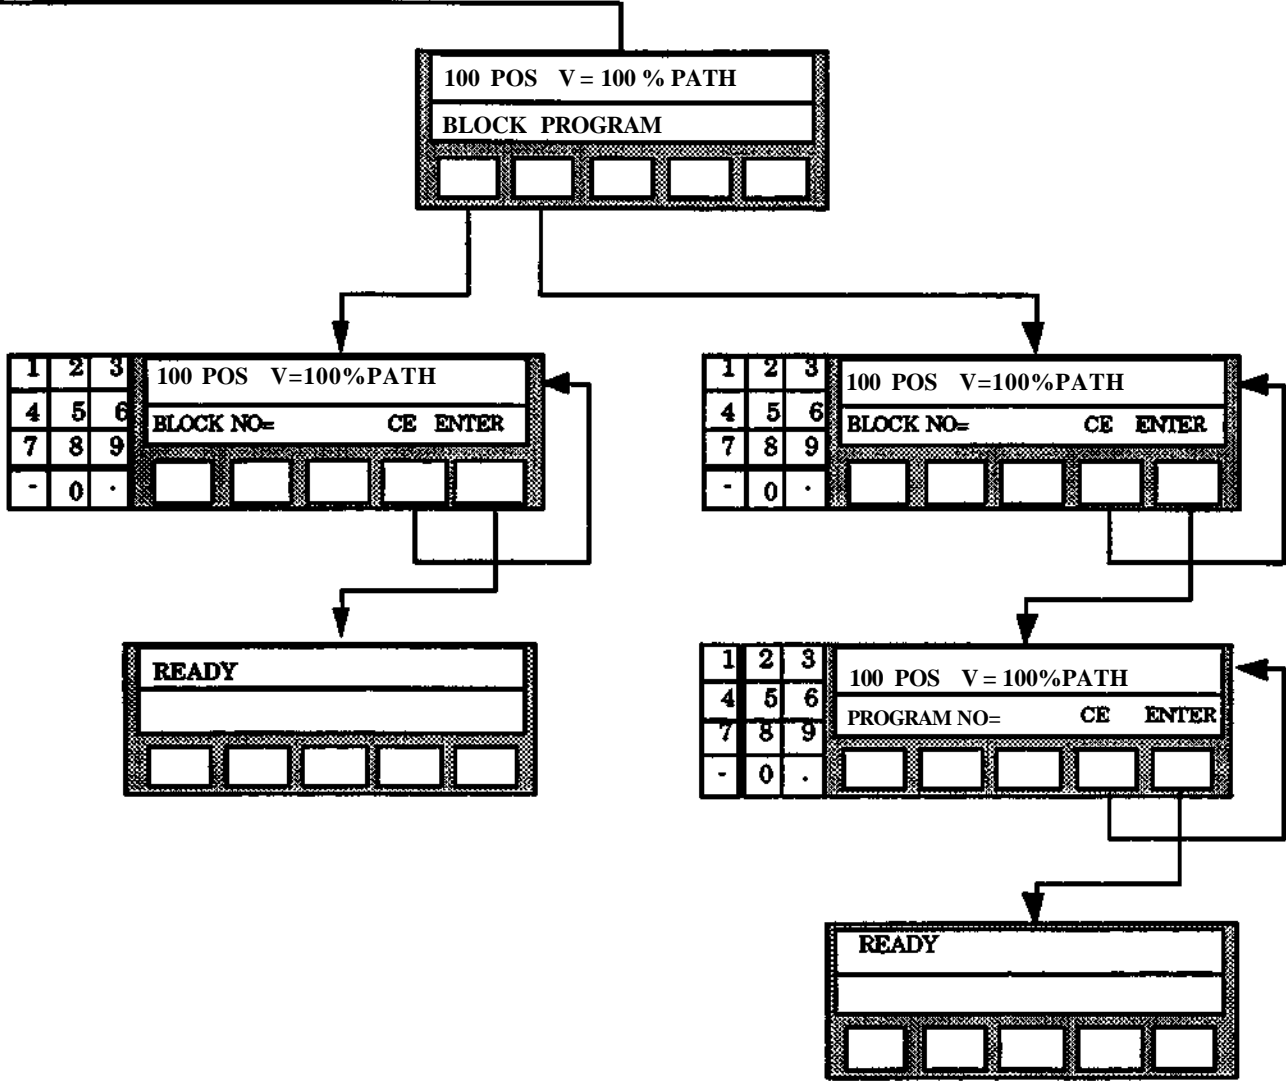 100 POS V = 100 % PATH
BLOCK PROGRAM
1 2 3
4 5 6
7 8 9
- 0 .
100 POS V=100%PATH
BLOCK NO= CE ENTER
1 2 3
4 5 6
7 8 9
- 0 .
100 POS V=100%PATH
BLOCK NO= CE ENTER
READY
1 2 3
4 5 6
7 8 9
- 0 .
100 POS V = 100%PATH
PROGRAM NO= CE ENTER
READY